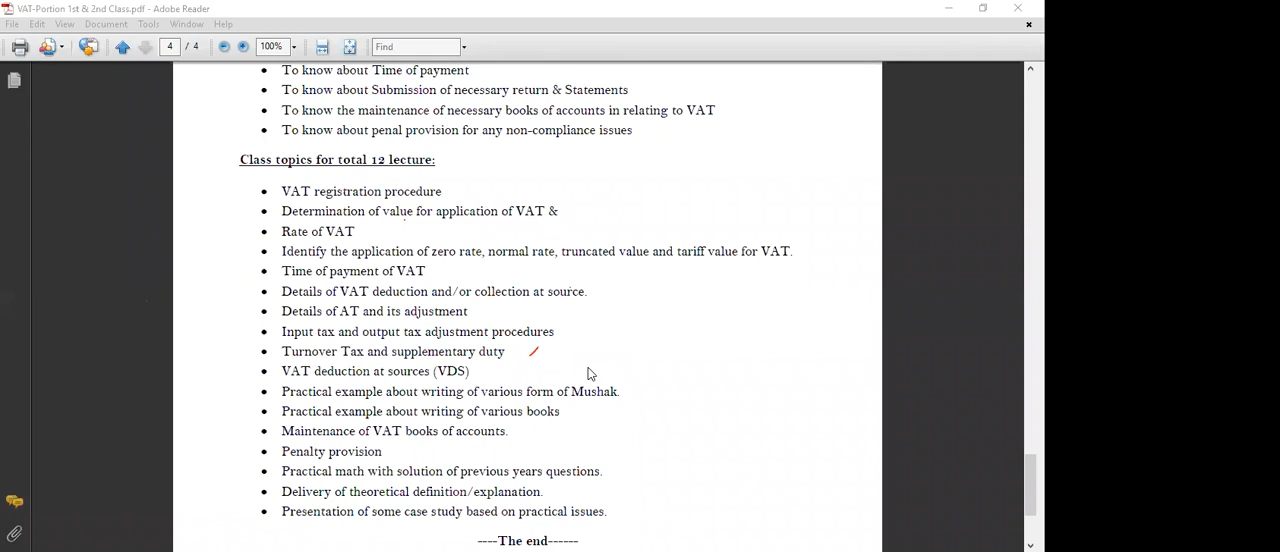 VAT-Portion 1st & 2nd Class.pdf - Adobe Reader
File Edit View Document Tools Window Help
4 / 4 100% Find
• To know about Time of payment
• To know about Submission of necessary return & Statements
• To know the maintenance of necessary books of accounts in relating to VAT
• To know about penal provision for any non-compliance issues
Class topics for total 12 lecture:
• VAT registration procedure
• Determination of value for application of VAT &
• Rate of VAT
• Identify the application of zero rate, normal rate, truncated value and tariff value for VAT.
• Time of payment of VAT
• Details of VAT deduction and/or collection at source.
• Details of AT and its adjustment
• Input tax and output tax adjustment procedures
• Turnover Tax and supplementary duty
• VAT deduction at sources (VDS)
• Practical example about writing of various form of Mushak.
• Practical example about writing of various books
• Maintenance of VAT books of accounts.
• Penalty provision
• Practical math with solution of previous years questions.
• Delivery of theoretical definition/explanation.
• Presentation of some case study based on practical issues.
----The end------